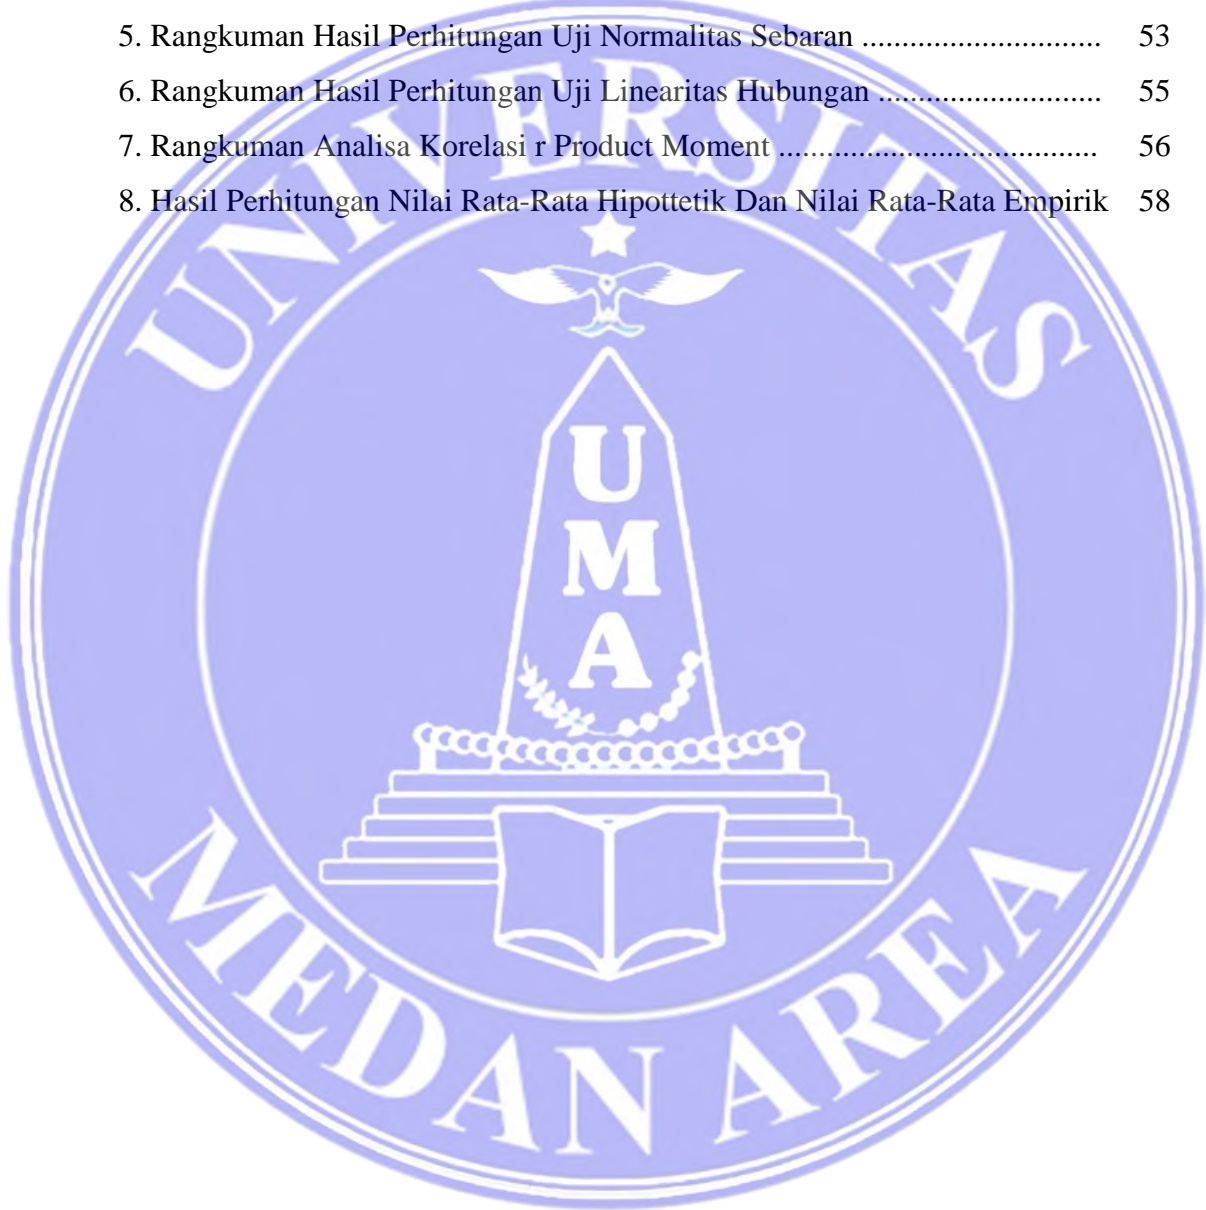 5. Rangkuman Hasil Perhitungan Uji Normalitas Sebaran .............................. 53
6. Rangkuman Hasil Perhitungan Uji Linearitas Hubungan ............................ 55
7. Rangkuman Analisa Korelasi r Product Moment ........................................ 56
8. Hasil Perhitungan Nilai Rata-Rata Hipottetik Dan Nilai Rata-Rata Empirik 58
UNIVERSITAS
U
M
A
MEDAN AREA